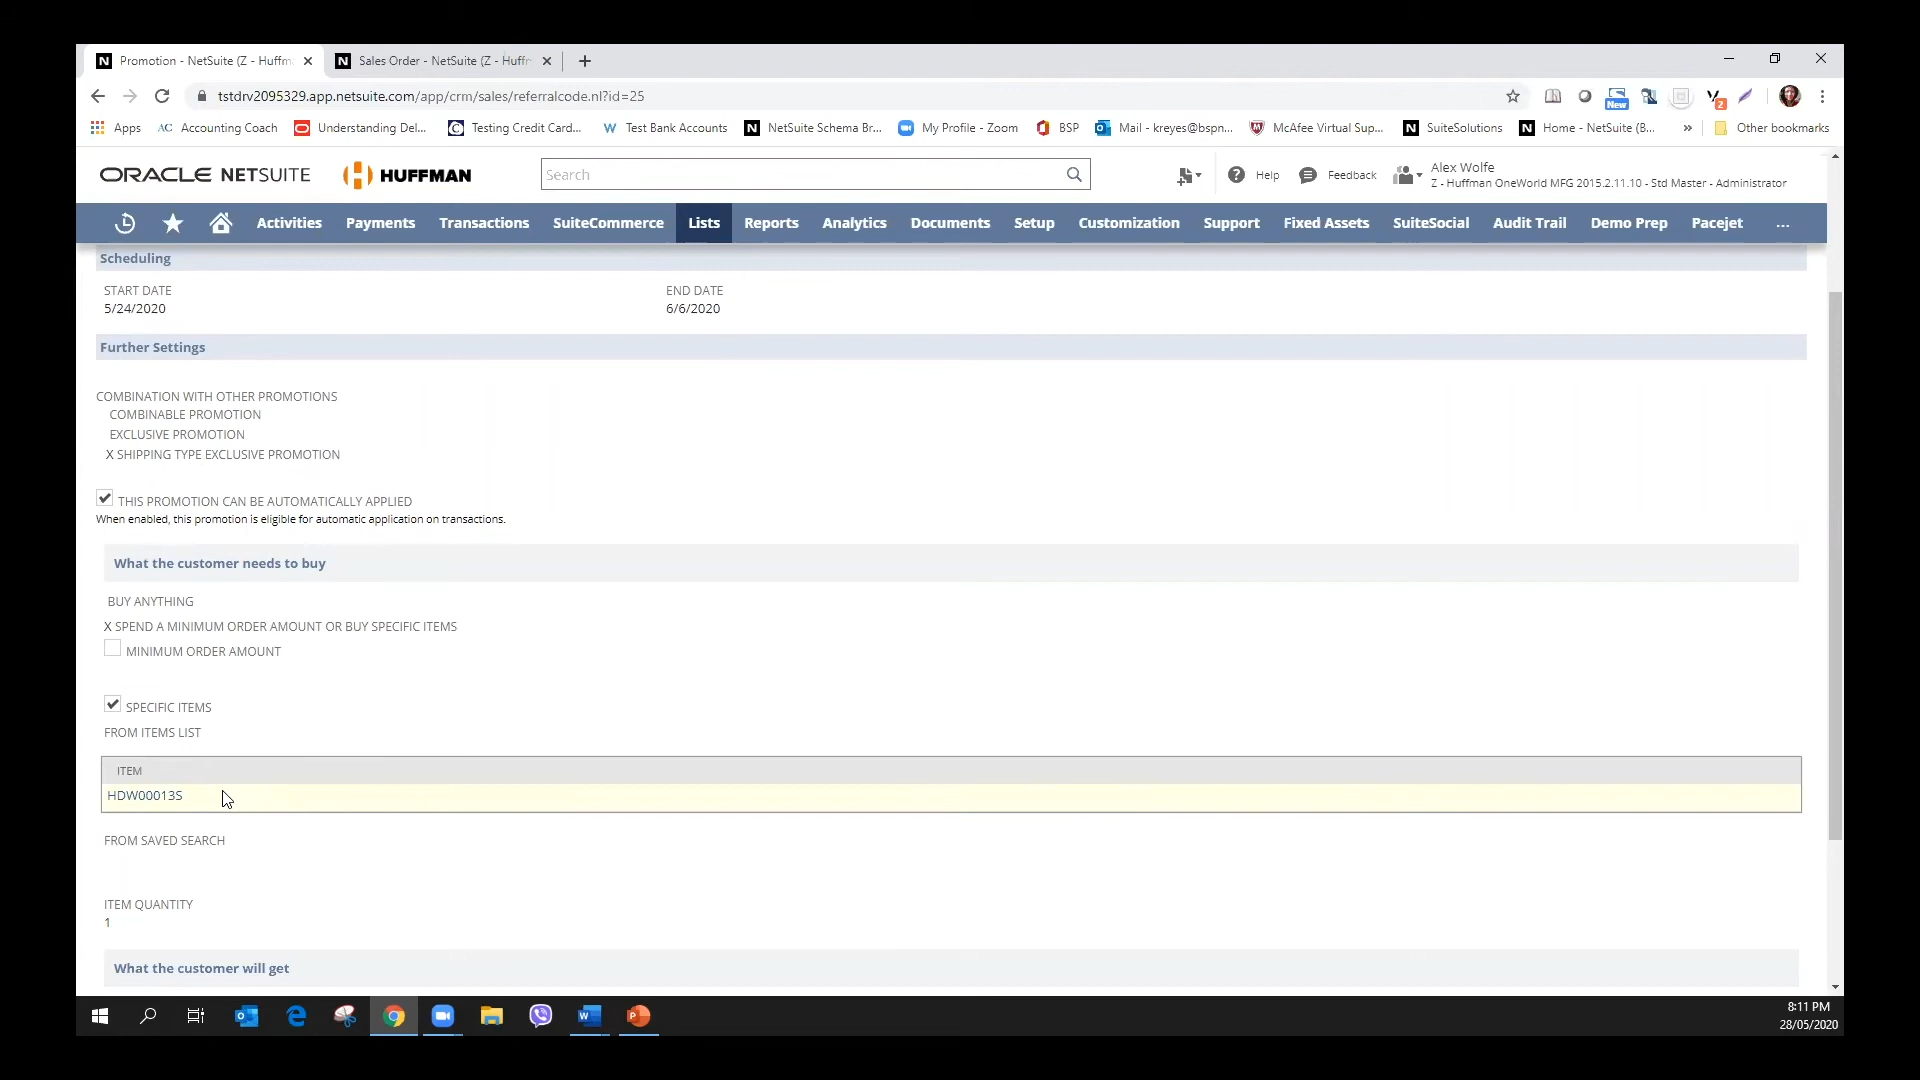 Promotion - NetSuite (Z - Huffm
Sales Order - NetSuite (Z - Huffr
tstdrv2095329.app.netsuite.com/app/crm/sales/referralcode.nl?id=25
New
2
Apps
AC Accounting Coach
Understanding Del...
Testing Credit Card...
W Test Bank Accounts
N NetSuite Schema Br...
My Profile - Zoom
BSP
Mail - kreyes@bspn...
McAfee Virtual Sup...
N SuiteSolutions
N Home - NetSuite (B...
»
Other bookmarks
ORACLE NETSUITE
HUFFMAN
Search
Help
Feedback
Alex Wolfe
Z - Huffman OneWorld MFG 2015.2.11.10 - Std Master - Administrator
Activities Payments Transactions SuiteCommerce Lists Reports Analytics Documents Setup Customization Support Fixed Assets SuiteSocial Audit Trail Demo Prep Pacejet ...
Scheduling
START DATE
5/24/2020
END DATE
6/6/2020
Further Settings
COMBINATION WITH OTHER PROMOTIONS
COMBINABLE PROMOTION
EXCLUSIVE PROMOTION
X SHIPPING TYPE EXCLUSIVE PROMOTION
THIS PROMOTION CAN BE AUTOMATICALLY APPLIED
When enabled, this promotion is eligible for automatic application on transactions.
What the customer needs to buy
BUY ANYTHING
X SPEND A MINIMUM ORDER AMOUNT OR BUY SPECIFIC ITEMS
MINIMUM ORDER AMOUNT
SPECIFIC ITEMS
FROM ITEMS LIST
ITEM
HDW00013S
FROM SAVED SEARCH
ITEM QUANTITY
1
What the customer will get
8:11 PM
28/05/2020